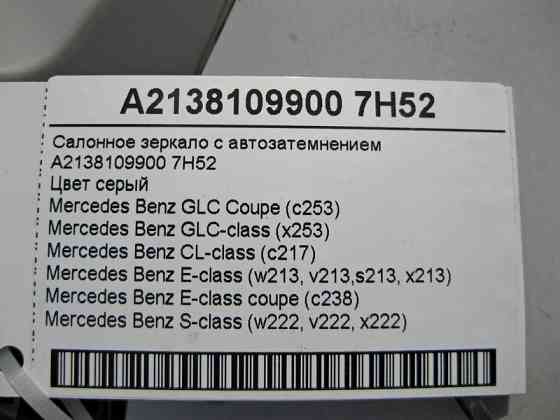 A2138109900 7H52
Салонное зеркало с автозатемнением
A2138109900 7H52
Цвет серый
Mercedes Benz GLC Coupe (c253)
Mercedes Benz GLC-class (x253)
Mercedes Benz CL-class (c217)
Mercedes Benz E-class (w213, v213,s213, x213)
Mercedes Benz E-class coupe (c238)
Mercedes Benz S-class (w222, v222, x222)